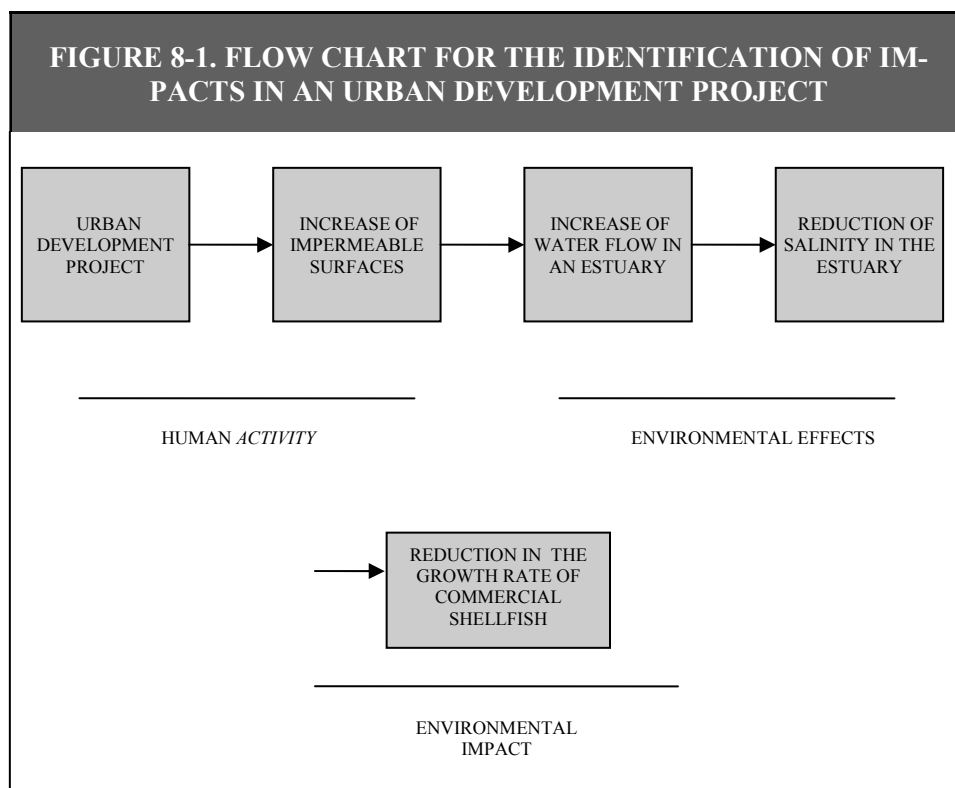 FIGURE 8-1. FLOW CHART FOR THE IDENTIFICATION OF IM-
PACTS IN AN URBAN DEVELOPMENT PROJECT
URBAN
DEVELOPMENT
PROJECT
INCREASE OF
IMPERMEABLE
SURFACES
INCREASE OF
WATER FLOW IN
AN ESTUARY
REDUCTION OF
SALINITY IN THE
ESTUARY
HUMAN ACTIVITY
ENVIRONMENTAL EFFECTS
REDUCTION IN THE
GROWTH RATE OF
COMMERCIAL
SHELLFISH
ENVIRONMENTAL
IMPACT